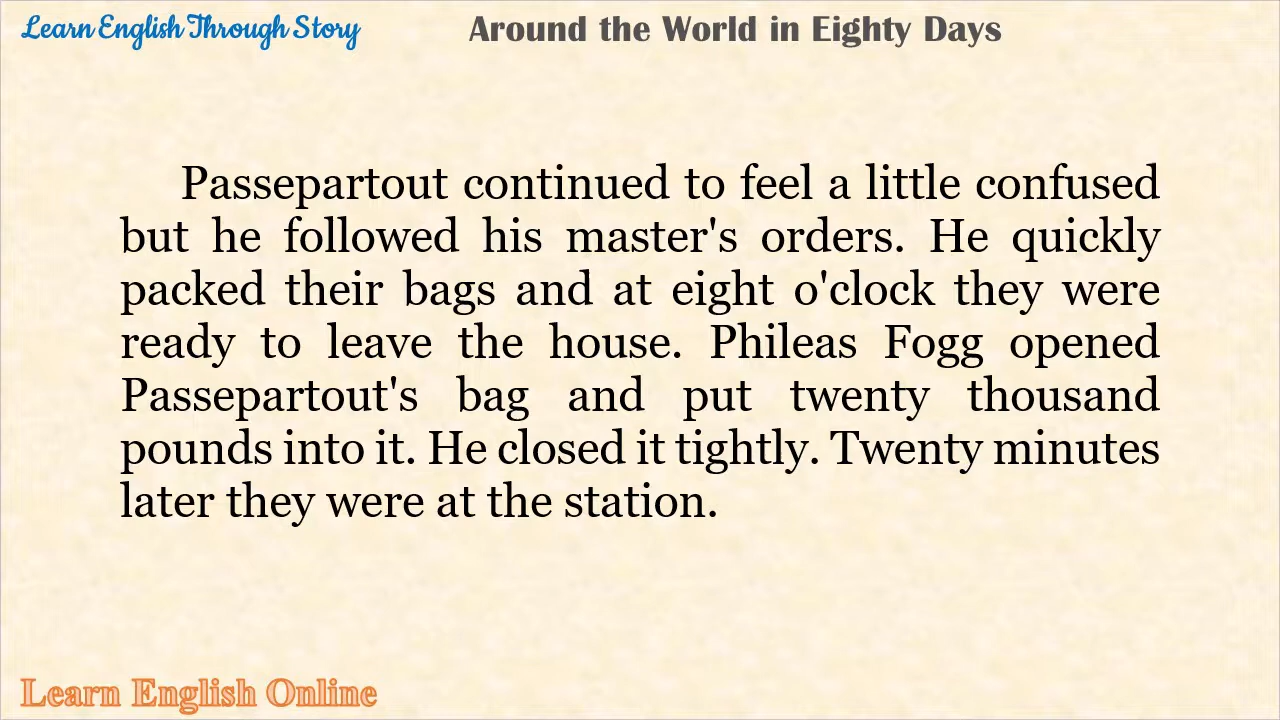 Learn English Through Story
Around the World in Eighty Days
Passepartout continued to feel a little confused
but he followed his master's orders. He quickly
packed their bags and at eight o'clock they were
ready to leave the house. Phileas Fogg opened
Passepartout's bag and put twenty thousand
pounds into it. He closed it tightly. Twenty minutes
later they were at the station.
Learn English Online